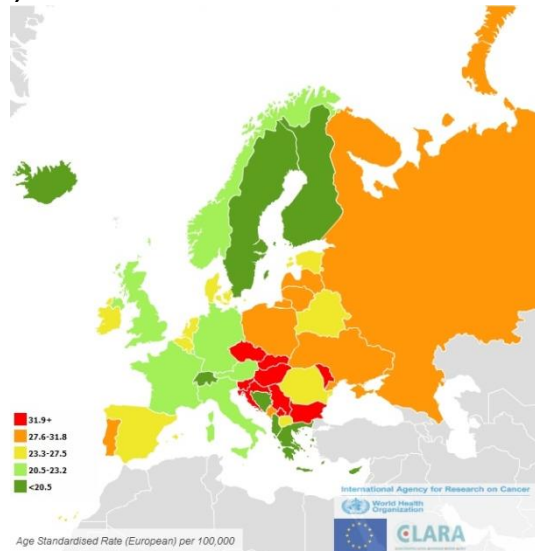 31.9+
27.6-31.8
23.3-27.5
20.5-23.2
<20.5
International Agency for Research on Cancer
World Health
Organization
CLARA
Age Standardised Rate (European) per 100,000